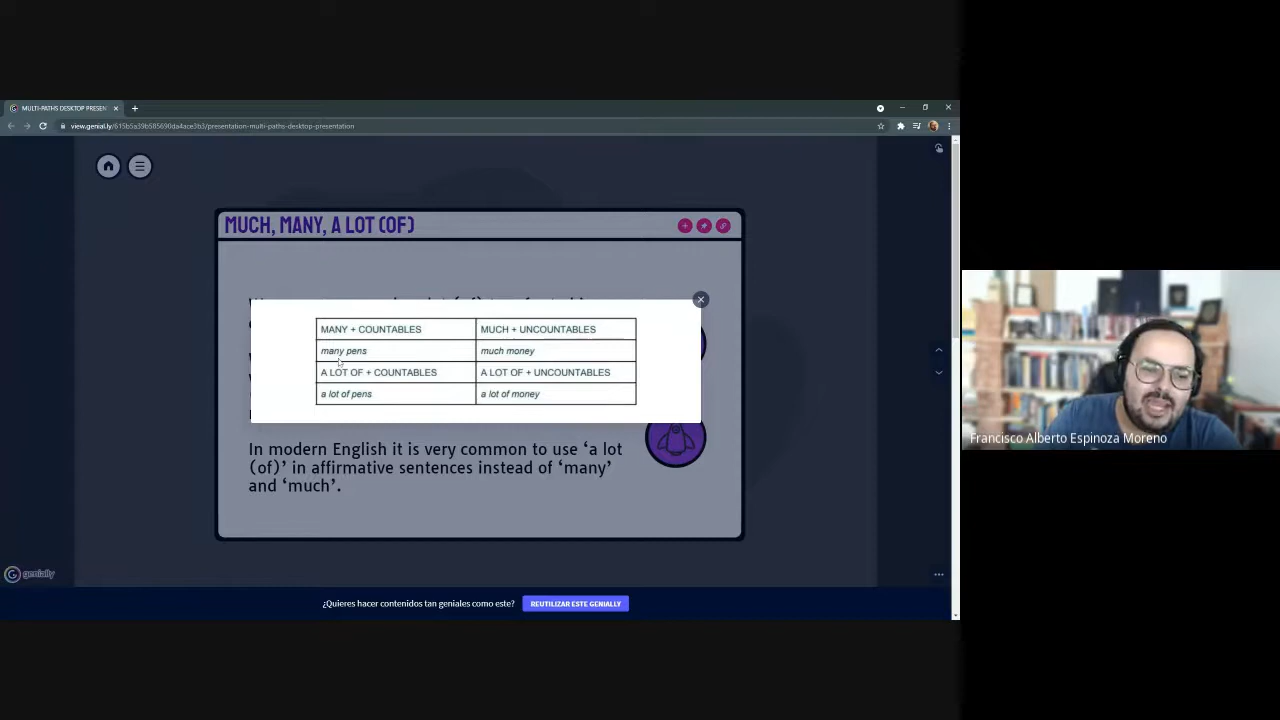 MULTI-PATHS DESKTOP PRESEN
view.genial.ly/615b5a39b585690da4ace3b3/presentation-multi-paths-desktop-presentation
MUCH, MANY, A LOT (OF)
MANY + COUNTABLES
MUCH + UNCOUNTABLES
many pens
much money
A LOT OF + COUNTABLES
A LOT OF + UNCOUNTABLES
a lot of pens
a lot of money
In modern English it is very common to use ‘a lot
(of)’ in affirmative sentences instead of ‘many’
and ‘much’.
Francisco Alberto Espinoza Moreno
genially
¿Quieres hacer contenidos tan geniales como este?
REUTILIZAR ESTE GENIALLY